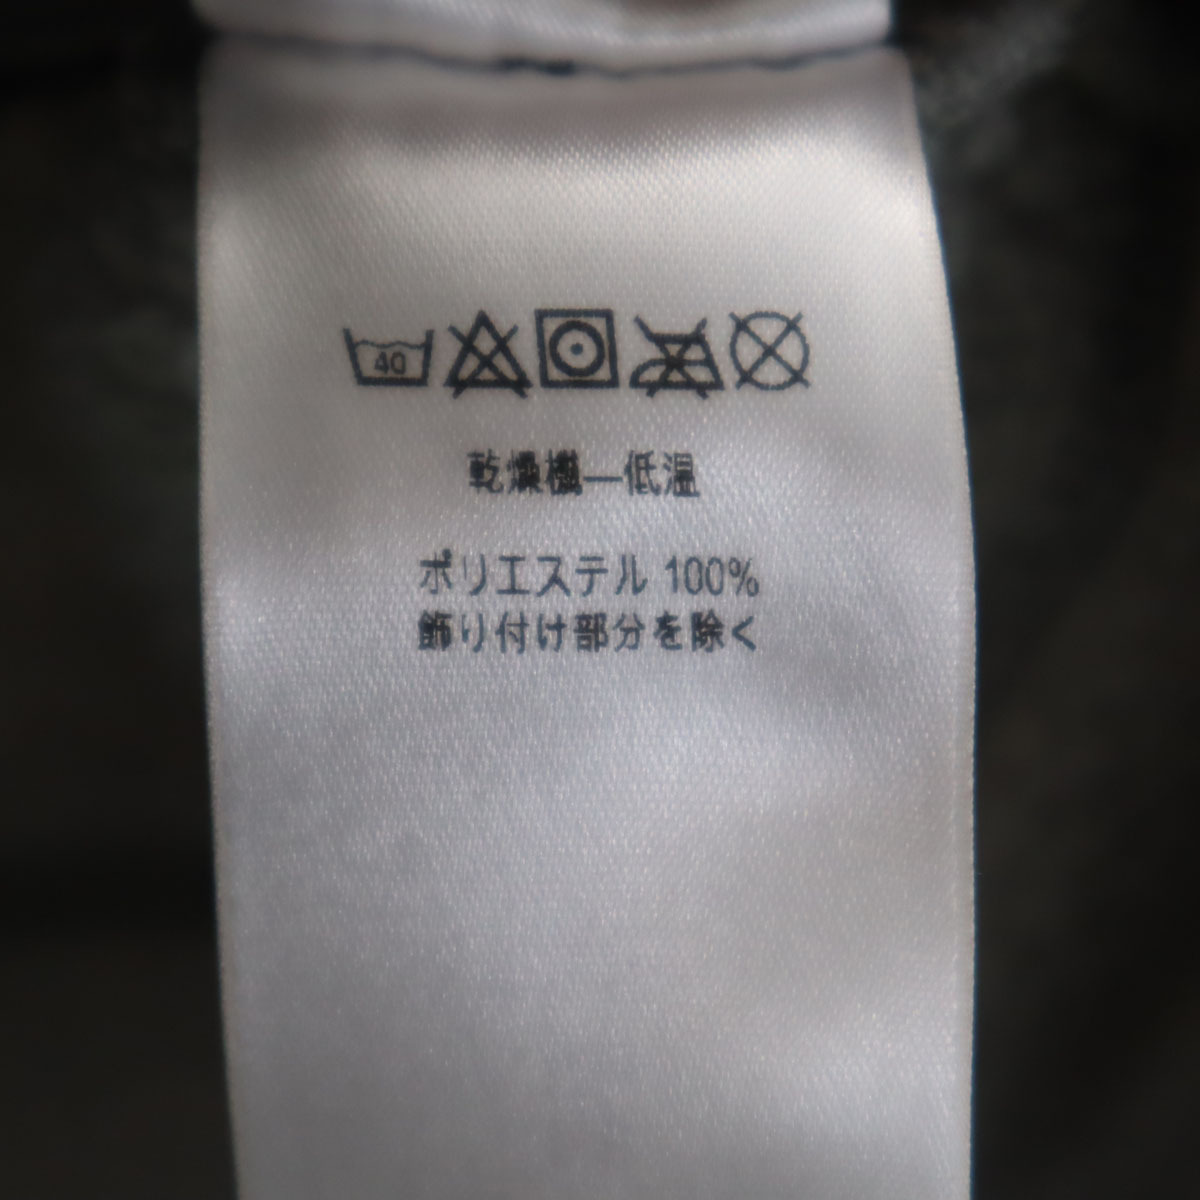 40
乾燥機—低温
ポリエステル 100%
飾り付け部分を除く